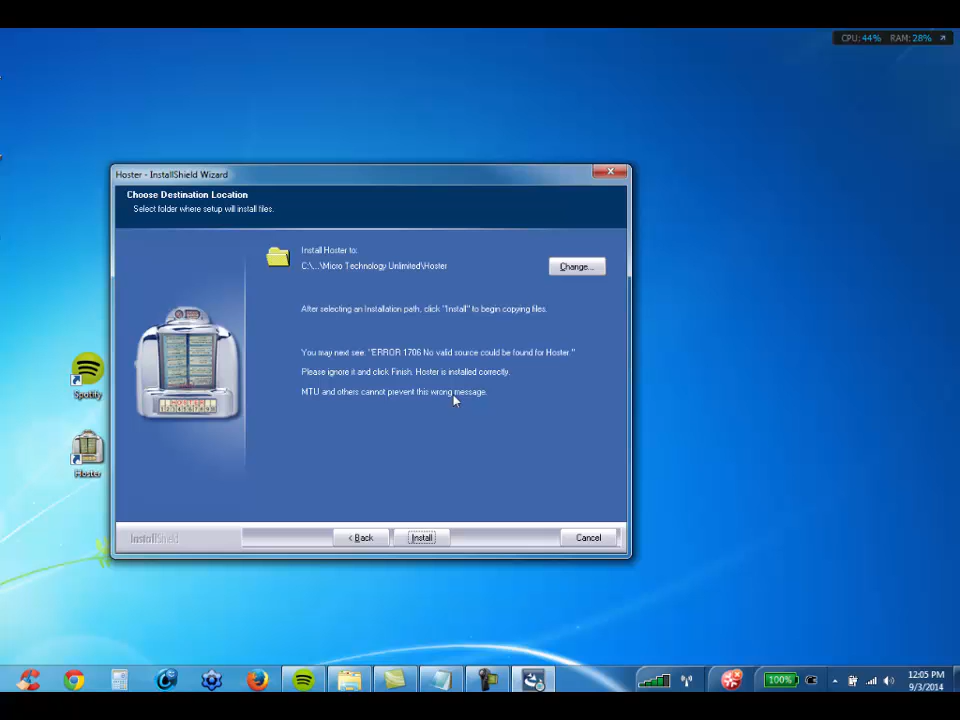 CPU: 44% RAM: 28%
Hoster - InstallShield Wizard
Choose Destination Location
Select folder where setup will install files.
Install Hoster to:
C:\...\Micro Technology Unlimited\Hoster
Change...
After selecting an Installation path, click "Install" to begin copying files.
You may next see: "ERROR 1706 No valid source could be found for Hoster."
Please ignore it and click Finish. Hoster is installed correctly.
MTU and others cannot prevent this wrong message.
Spotify
Hoster
InstallShield
< Back
Install
Cancel
100%
12:05 PM
9/3/2014